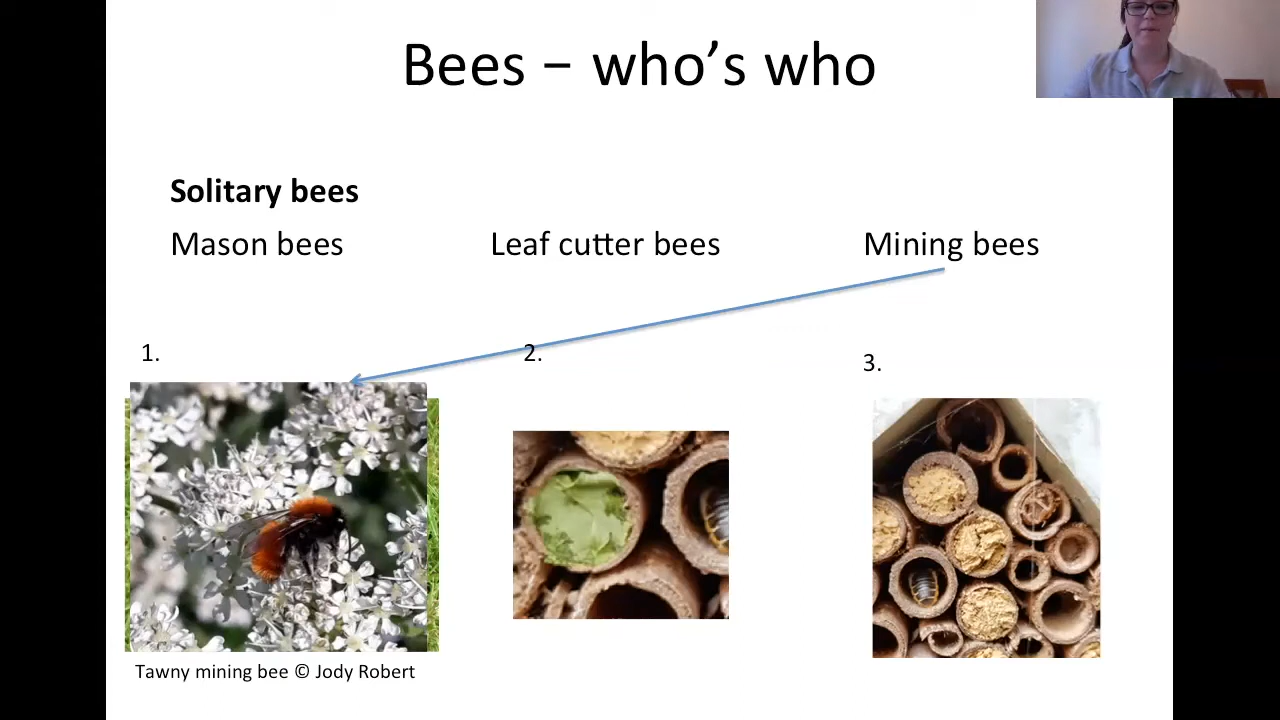 Bees – who's who
Solitary bees
Mason bees
Leaf cutter bees
Mining bees
1.
2.
3.
Tawny mining bee © Jody Robert